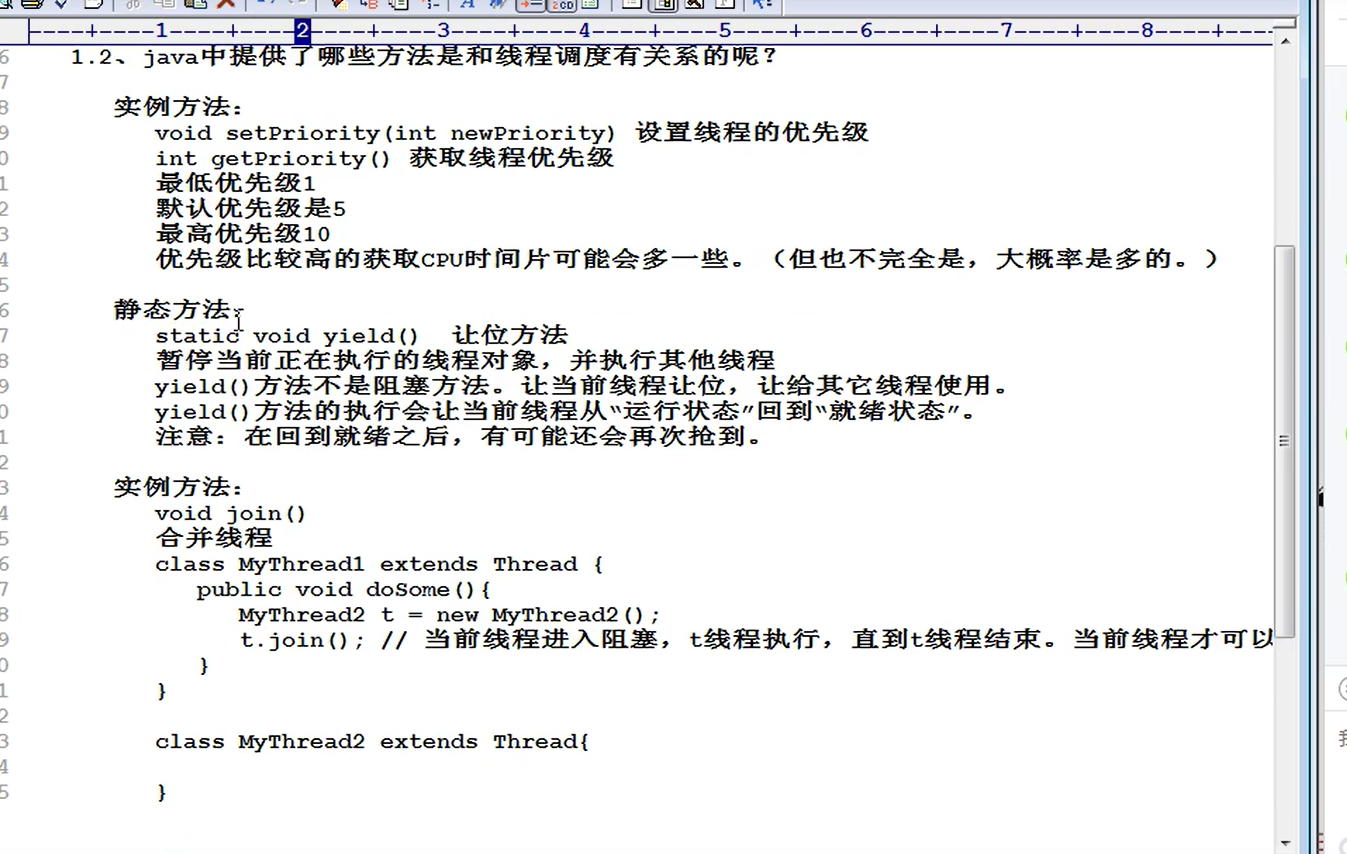 ----+----1----+----2----+----3----+----4----+----5----+----6----+----7----+----8----+---
6 1.2、java中提供了哪些方法是和线程调度有关系的呢？
7
8 实例方法：
9 void setPriority(int newPriority) 设置线程的优先级
0 int getPriority() 获取线程优先级
1 最低优先级1
2 默认优先级是5
3 最高优先级10
4 优先级比较高的获取CPU时间片可能会多一些。（但也不完全是，大概率是多的。）
5
6 静态方法：
7 static void yield() 让位方法
8 暂停当前正在执行的线程对象，并执行其他线程
9 yield()方法不是阻塞方法。让当前线程让位，让给其它线程使用。
0 yield()方法的执行会让当前线程从“运行状态”回到“就绪状态”。
1 注意：在回到就绪之后，有可能还会再次抢到。
2
3 实例方法：
4 void join()
5 合并线程
6 class MyThread1 extends Thread {
7 public void doSome(){
8 MyThread2 t = new MyThread2();
9 t.join(); // 当前线程进入阻塞，t线程执行，直到t线程结束。当前线程才可以
0 }
1 }
2
3 class MyThread2 extends Thread{
4
5 }